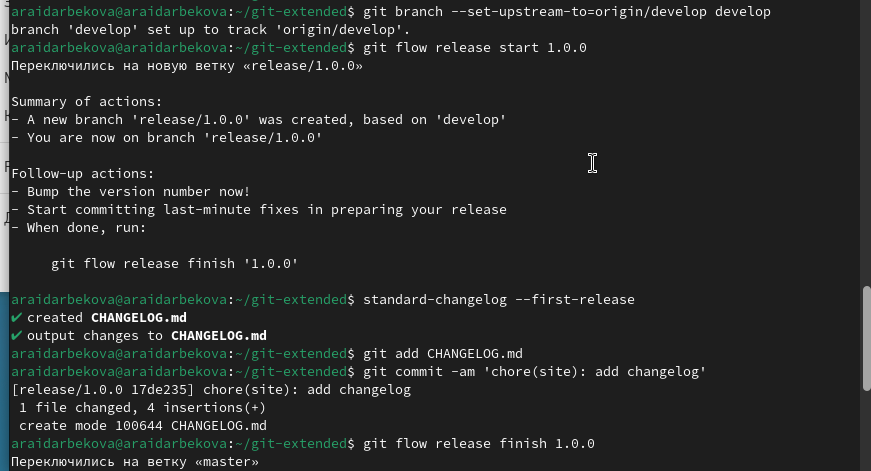 araidarbekova@araidarbekova:~/git-extended$ git branch --set-upstream-to=origin/develop develop
branch 'develop' set up to track 'origin/develop'.
araidarbekova@araidarbekova:~/git-extended$ git flow release start 1.0.0
Переключились на новую ветку «release/1.0.0»
Summary of actions:
- A new branch 'release/1.0.0' was created, based on 'develop'
- You are now on branch 'release/1.0.0'
Follow-up actions:
- Bump the version number now!
- Start committing last-minute fixes in preparing your release
- When done, run:
git flow release finish '1.0.0'
araidarbekova@araidarbekova:~/git-extended$ standard-changelog --first-release
✔ created CHANGELOG.md
✔ output changes to CHANGELOG.md
araidarbekova@araidarbekova:~/git-extended$ git add CHANGELOG.md
araidarbekova@araidarbekova:~/git-extended$ git commit -am 'chore(site): add changelog'
[release/1.0.0 17de235] chore(site): add changelog
1 file changed, 4 insertions(+)
create mode 100644 CHANGELOG.md
araidarbekova@araidarbekova:~/git-extended$ git flow release finish 1.0.0
Переключились на ветку «master»